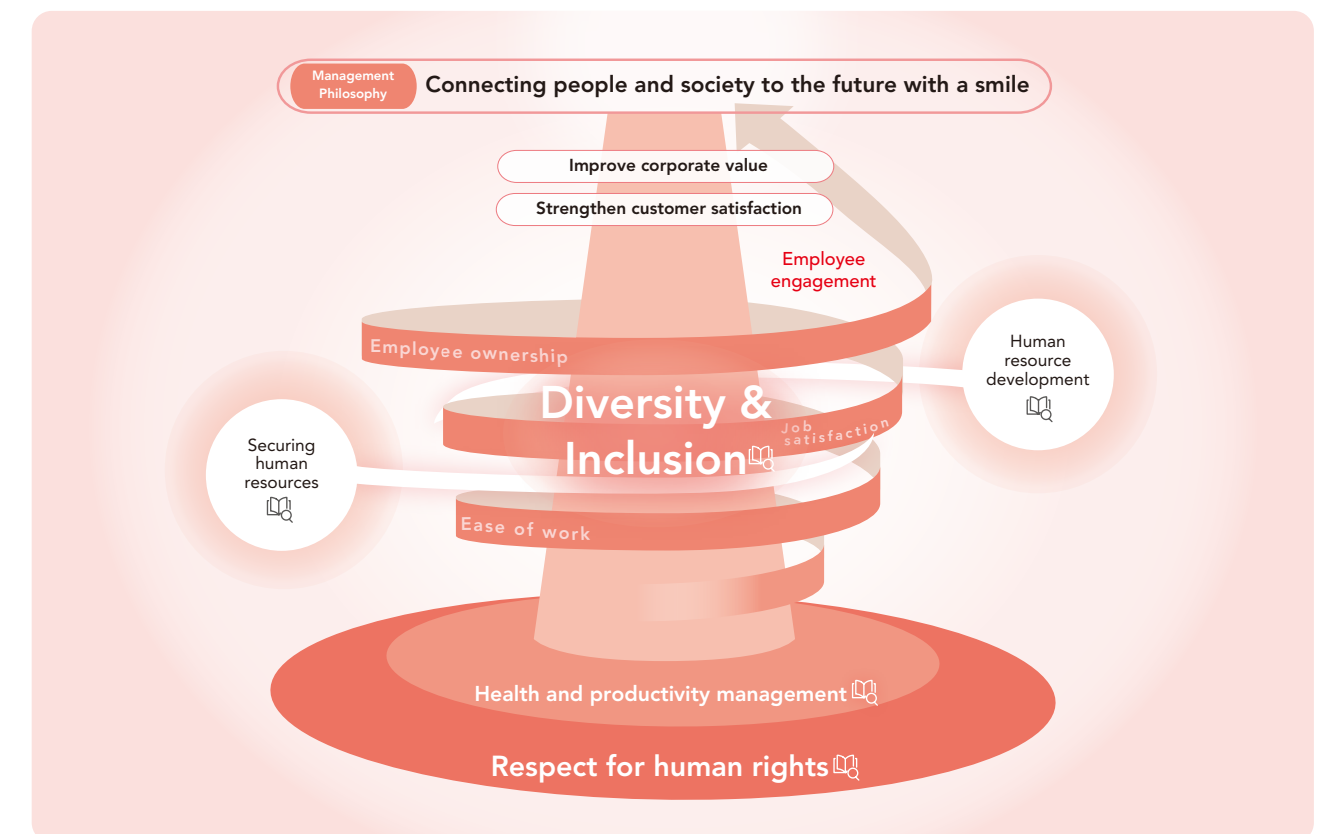 Management
Philosophy
Connecting people and society to the future with a smile
Improve corporate value
Strengthen customer satisfaction
Employee
engagement
Employee ownership
Human
resource
development
Diversity &
Inclusion
Job
satisfaction
Securing
human
resources
Ease of work
Health and productivity management
Respect for human rights